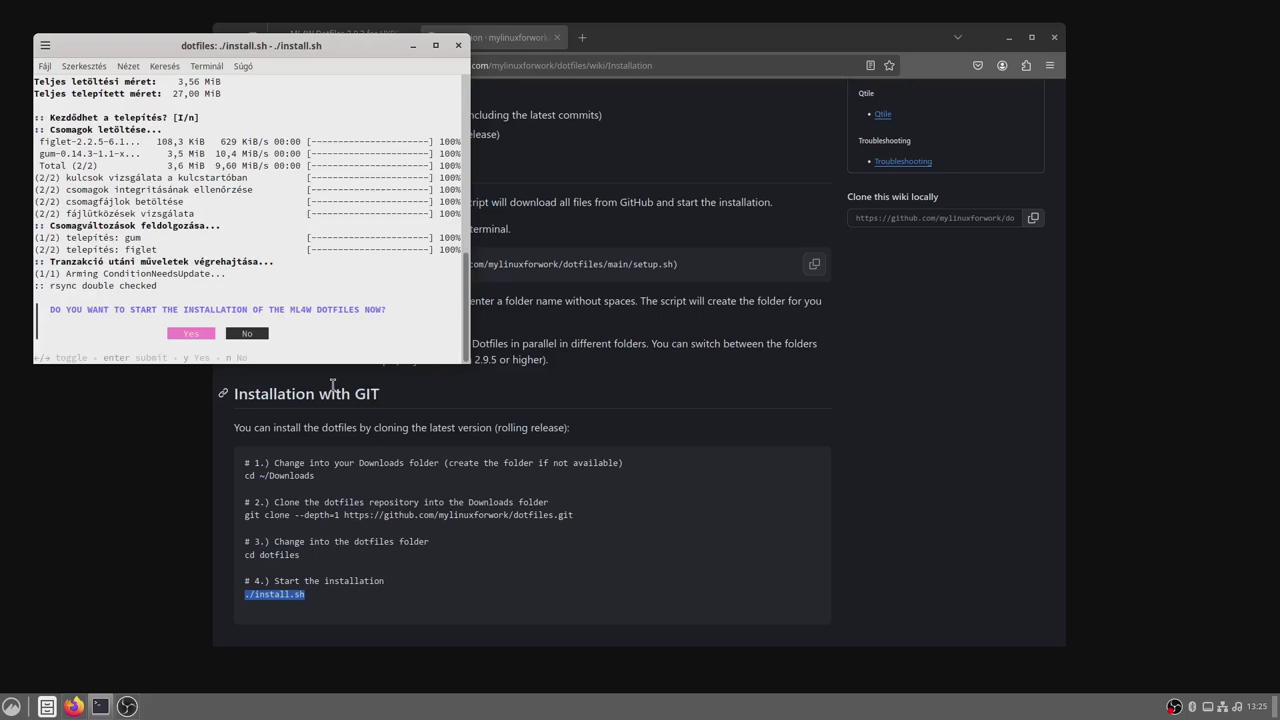 dotfiles: ./install.sh - ./install.sh
Fájl Szerkesztés Nézet Keresés Terminál Súgó
Teljes letöltési méret: 3,56 MiB
Teljes telepített méret: 27,00 MiB
:: Kezdődhet a telepítés? [I/n]
:: Csomagok letöltése...
figlet-2.2.5-6.1... 108,3 KiB 629 KiB/s 00:00 [----------------------] 100%
gum-0.14.3-1.1-x... 3,5 MiB 10,4 MiB/s 00:00 [----------------------] 100%
Total (2/2) 3,6 MiB 9,60 MiB/s 00:00 [----------------------] 100%
(2/2) kulcsok vizsgálata a kulcstartóban [----------------------] 100%
(2/2) csomagok integritásának ellenőrzése [----------------------] 100%
(2/2) csomagfájlok betöltése [----------------------] 100%
(2/2) fájlütközések vizsgálata [----------------------] 100%
:: Csomagváltozások feldolgozása...
(1/2) telepítés: gum [----------------------] 100%
(2/2) telepítés: figlet [----------------------] 100%
:: Tranzakció utáni műveletek végrehajtása...
(1/1) Arming ConditionNeedsUpdate...
:: rsync double checked
DO YOU WANT TO START THE INSTALLATION OF THE ML4W DOTFILES NOW?
Yes No
←/→ toggle • enter submit • y Yes • n No
on · mylinuxforwork
com/mylinuxforwork/dotfiles/wiki/Installation
cluding the latest commits)
lease)
cript will download all files from GitHub and start the installation.
terminal.
com/mylinuxforwork/dotfiles/main/setup.sh)
enter a folder name without spaces. The script will create the folder for you
Dotfiles in parallel in different folders. You can switch between the folders
2.9.5 or higher).
Installation with GIT
You can install the dotfiles by cloning the latest version (rolling release):
# 1.) Change into your Downloads folder (create the folder if not available)
cd ~/Downloads
# 2.) Clone the dotfiles repository into the Downloads folder
git clone --depth=1 https://github.com/mylinuxforwork/dotfiles.git
# 3.) Change into the dotfiles folder
cd dotfiles
# 4.) Start the installation
./install.sh
Qtile
Qtile
Troubleshooting
Troubleshooting
Clone this wiki locally
https://github.com/mylinuxforwork/do
13:25